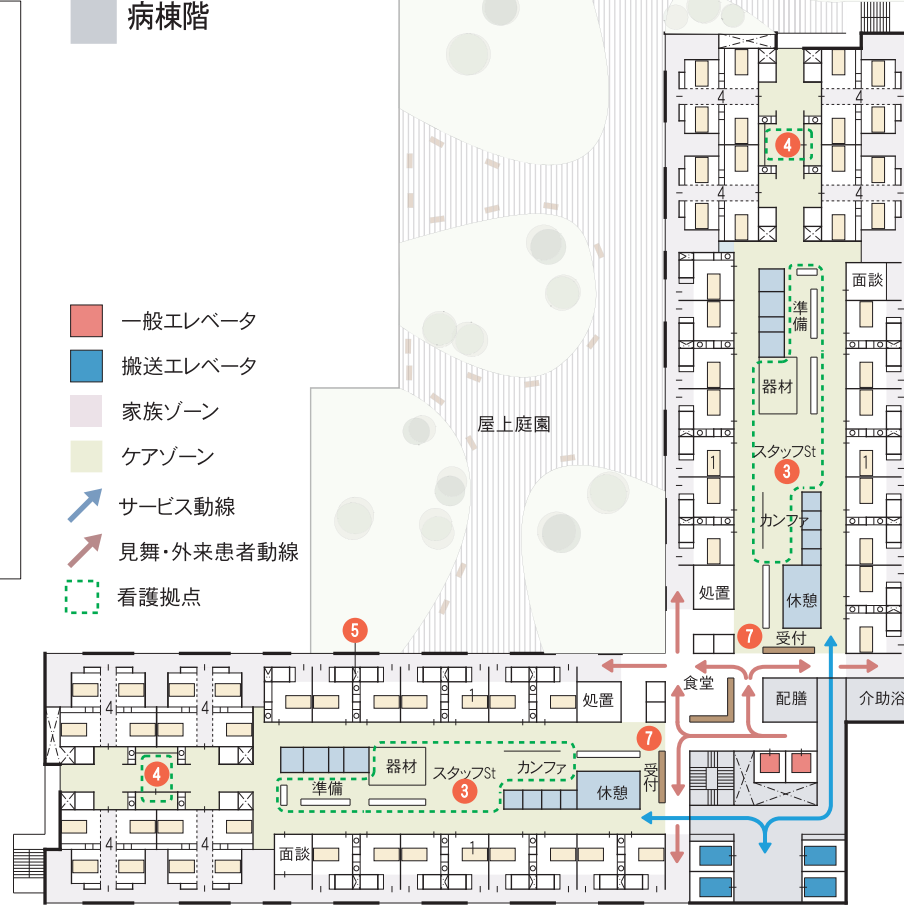 病棟階
一般エレベータ
搬送エレベータ
家族ゾーン
ケアゾーン
サービス動線
見舞・外来患者動線
看護拠点
屋上庭園
4
4
4
4
4
面談
準備
器材
スタッフSt
3
1
1
カンファ
処置
休憩
7
受付
5
食堂
配膳
介助浴
4
4
1
処置
7
受付
器材
スタッフSt
カンファ
4
準備
3
休憩
4
4
面談
1